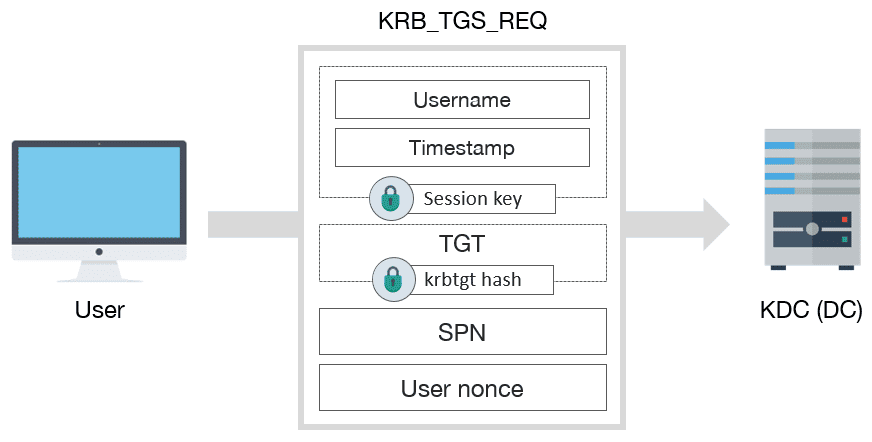 KRB_TGS_REQ
Username
Timestamp
Session key
TGT
krbtgt hash
SPN
User nonce
User
KDC (DC)